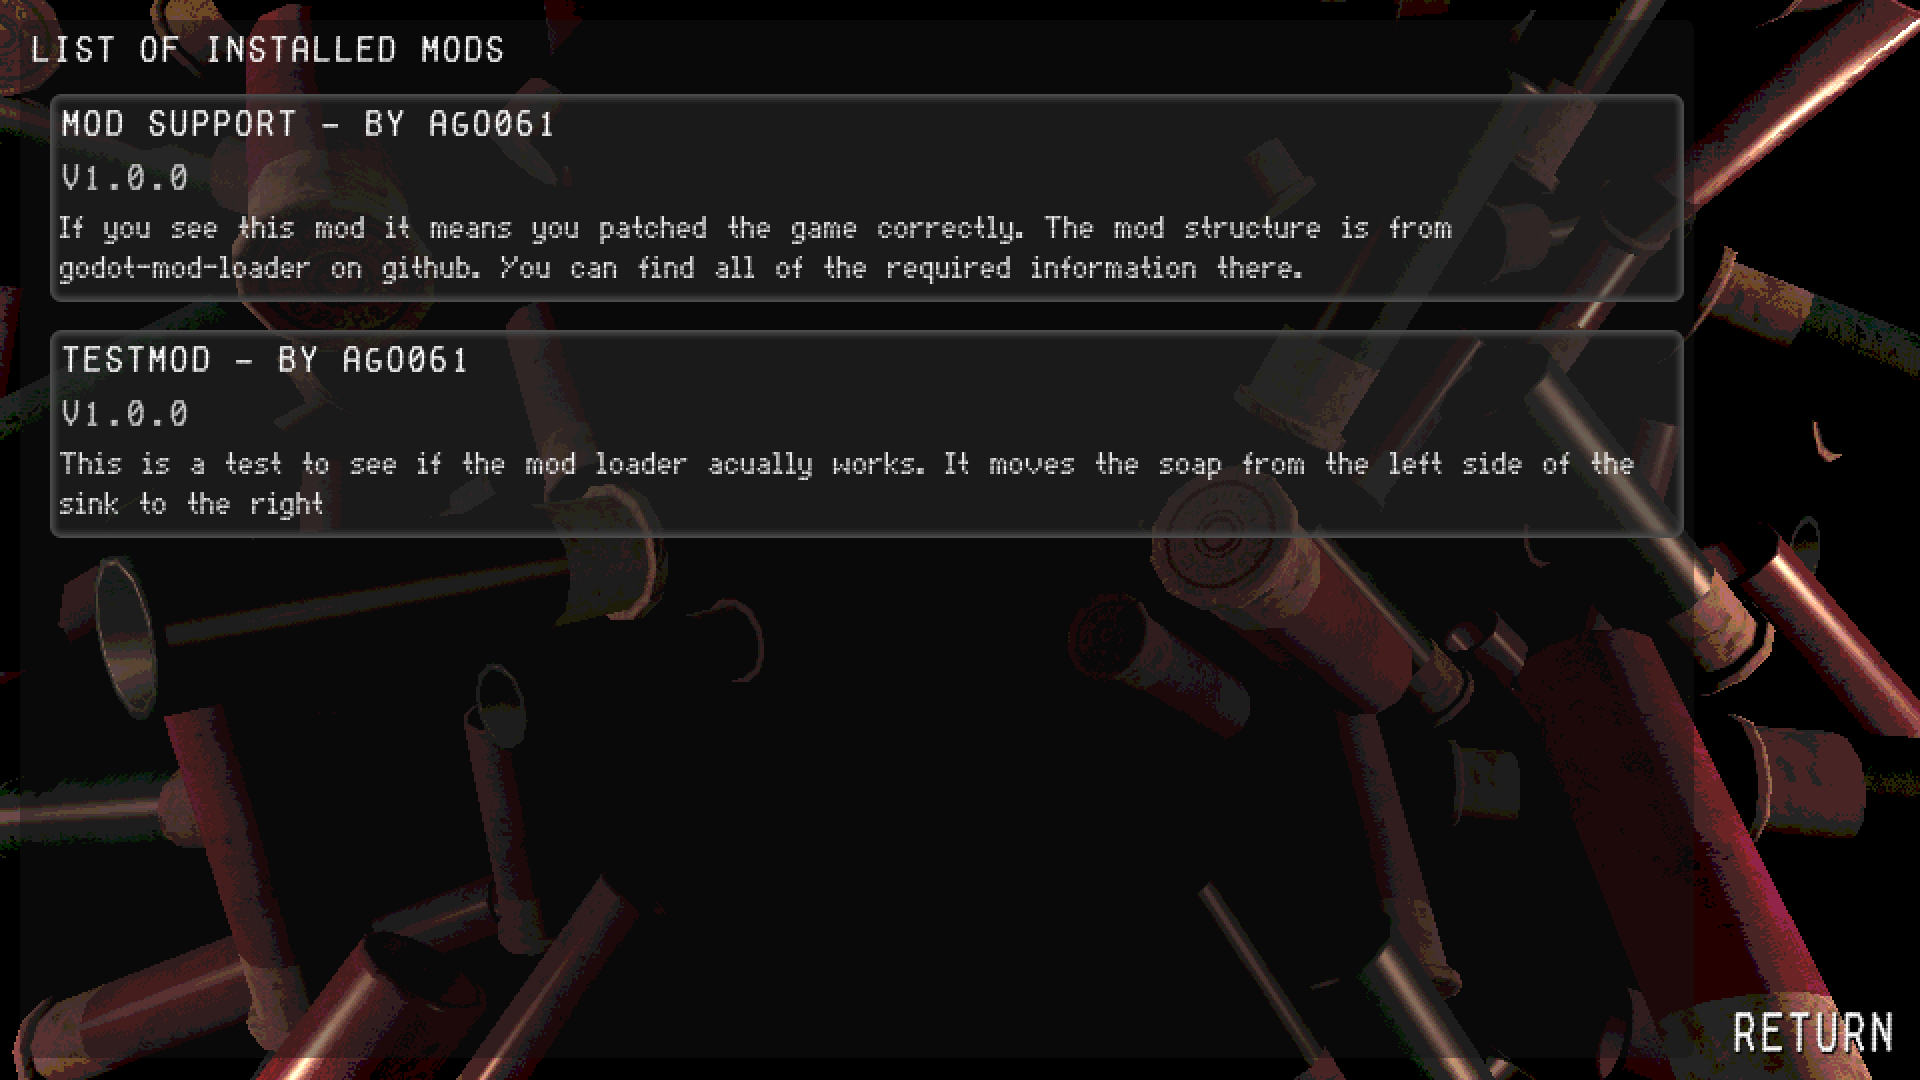 LIST OF INSTALLED MODS
MOD SUPPORT - BY AGO061
V1.0.0
If you see this mod it means you patched the game correctly. The mod structure is from
godot-mod-loader on github. You can find all of the required information there.
TESTMOD - BY AGO061
V1.0.0
This is a test to see if the mod loader acually works. It moves the soap from the left side of the
sink to the right
RETURN